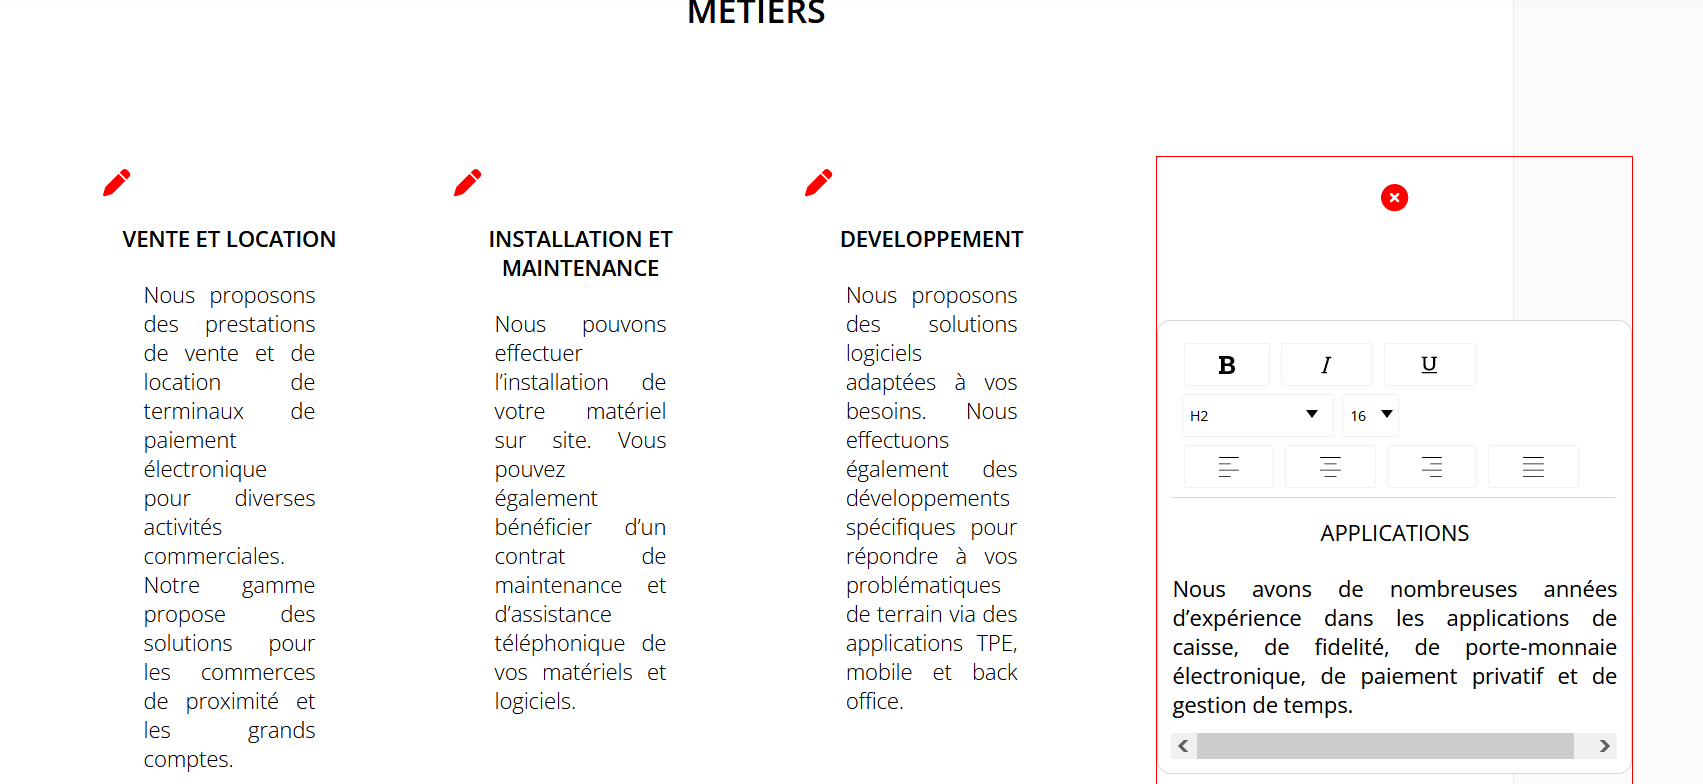 METIERS
VENTE ET LOCATION
Nous proposons
des prestations
de vente et de
location de
terminaux de
paiement
électronique
pour diverses
activités
commerciales.
Notre gamme
propose des
solutions pour
les commerces
de proximité et
les grands
comptes.
INSTALLATION ET
MAINTENANCE
Nous pouvons
effectuer
l’installation de
votre matériel
sur site. Vous
pouvez
également
bénéficier d’un
contrat de
maintenance et
d’assistance
téléphonique de
vos matériels et
logiciels.
DEVELOPPEMENT
Nous proposons
des solutions
logiciels
adaptées à vos
besoins. Nous
effectuons
également des
développements
spécifiques pour
répondre à vos
problématiques
de terrain via des
applications TPE,
mobile et back
office.
B I U
H2 16
APPLICATIONS
Nous avons de nombreuses années
d’expérience dans les applications de
caisse, de fidelité, de porte-monnaie
électronique, de paiement privatif et de
gestion de temps.